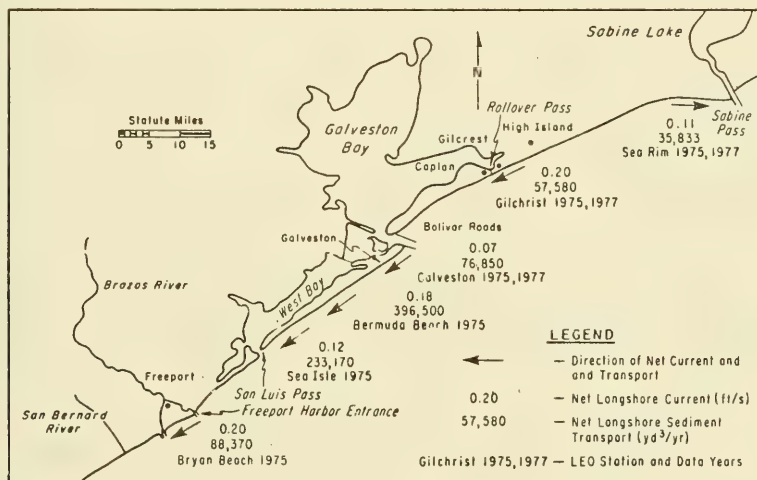 Sabine Lake
N
Rollover Pass
Statute Miles
0 5 10 15
Galveston
Bay
Gilcrest
High Island
Caplan
Sabine
Pass
0.11
35,833
Sea Rim 1975,1977
0.20
57,580
Gilchrist 1975,1977
Bolivar Roads
Galveston
0.07
76,850
Galveston 1975,1977
West Bay
0.18
396,500
Bermuda Beach 1975
Brazos River
0.12
233,170
Sea Isle 1975
Freeport
San Luis Pass
Freeport Harbor Entrance
San Bernard
River
0.20
88,370
Bryan Beach 1975
LEGEND
– Direction of Net Current and
and Transport
0.20 – Net Longshore Current (ft/s)
57,580 – Net Longshore Sediment
Transport (yd³/yr)
Gilchrist 1975,1977 – LEO Station and Data Years